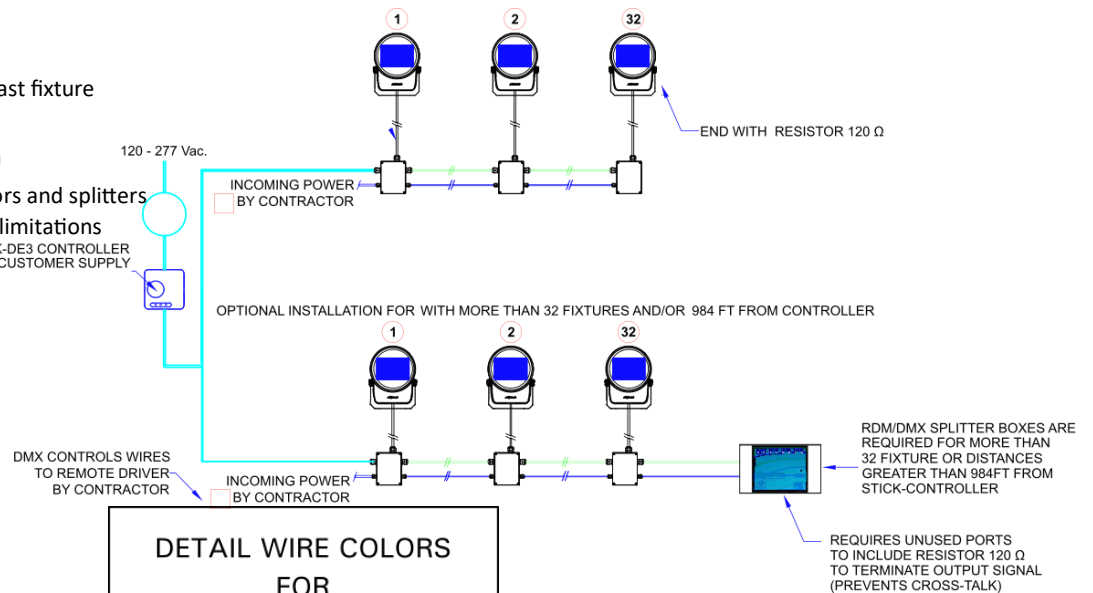 1
2
32
ast fixture
END WITH RESISTOR 120 Ω
120 - 277 Vac.
INCOMING POWER
BY CONTRACTOR
ors and splitters
limitations
K-DE3 CONTROLLER
CUSTOMER SUPPLY
OPTIONAL INSTALLATION FOR WITH MORE THAN 32 FIXTURES AND/OR 984 FT FROM CONTROLLER
1
2
32
DMX CONTROLS WIRES
TO REMOTE DRIVER
BY CONTRACTOR
INCOMING POWER
BY CONTRACTOR
RDM/DMX SPLITTER BOXES ARE
REQUIRED FOR MORE THAN
32 FIXTURE OR DISTANCES
GREATER THAN 984FT FROM
STICK-CONTROLLER
REQUIRES UNUSED PORTS
TO INCLUDE RESISTOR 120 Ω
TO TERMINATE OUTPUT SIGNAL
(PREVENTS CROSS-TALK)
DETAIL WIRE COLORS
FOR